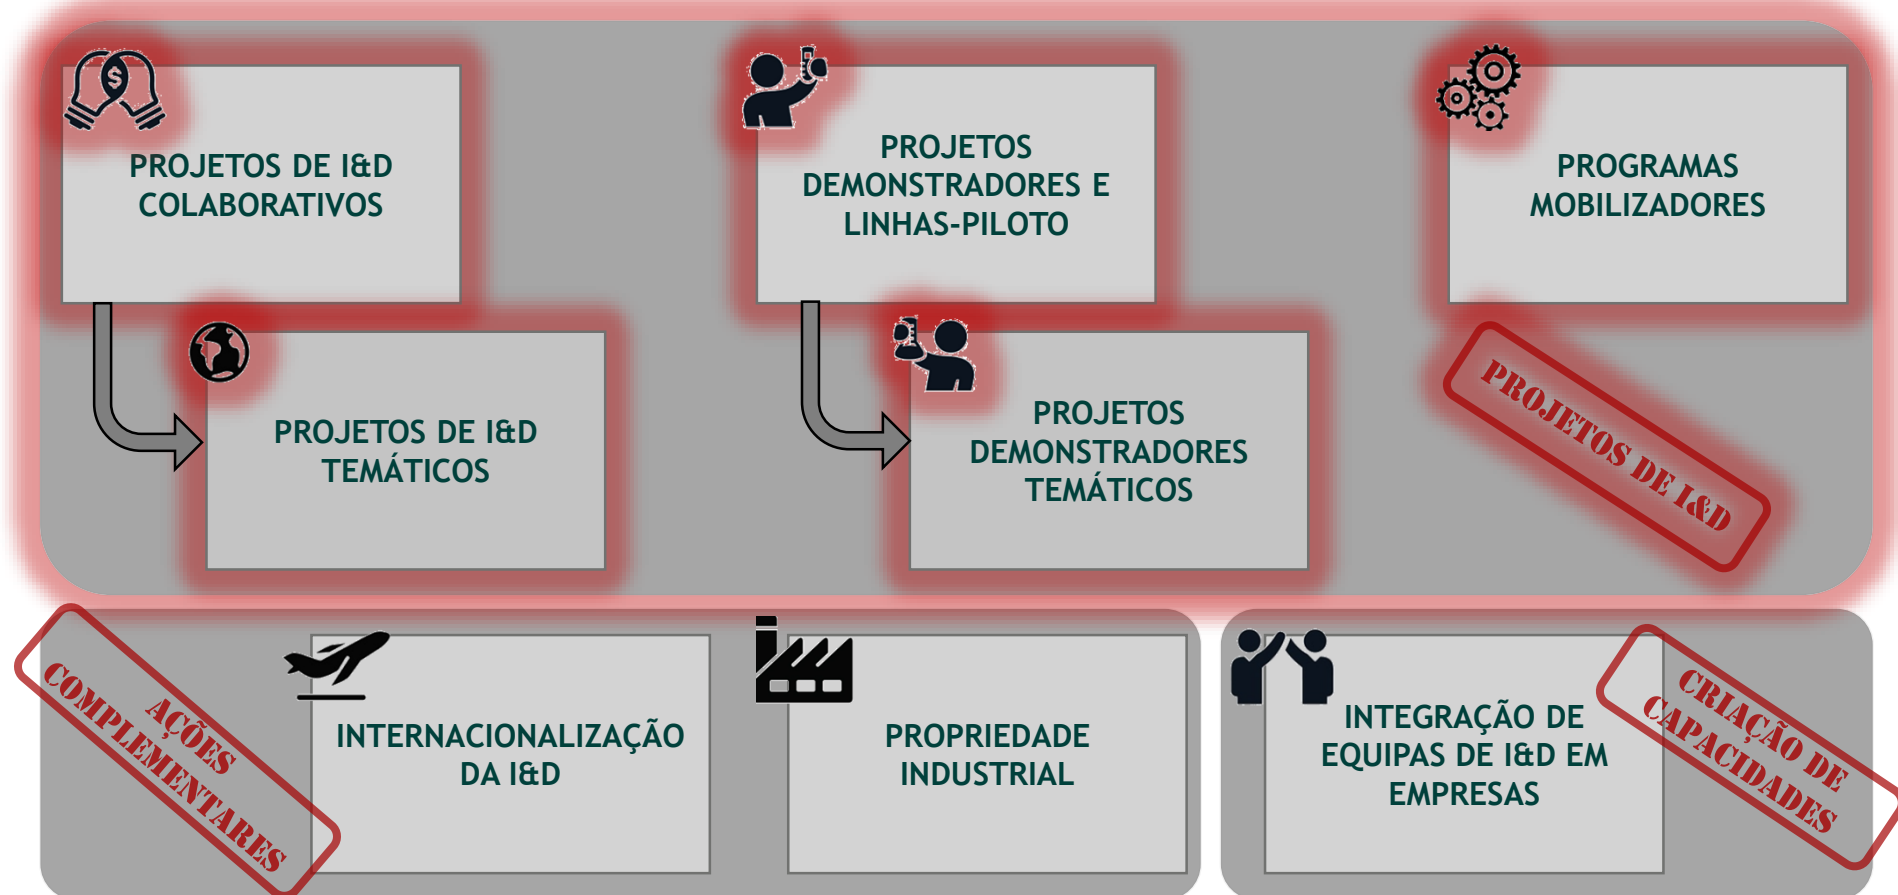 $
PROJETOS DE I&D
COLABORATIVOS
PROJETOS
DEMONSTRADORES E
LINHAS-PILOTO
PROGRAMAS
MOBILIZADORES
PROJETOS DE I&D
TEMÁTICOS
PROJETOS
DEMONSTRADORES
TEMÁTICOS
PROJETOS DE I&D
AÇÕES
COMPLEMENTARES
INTERNACIONALIZAÇÃO
DA I&D
PROPRIEDADE
INDUSTRIAL
INTEGRAÇÃO DE
EQUIPAS DE I&D EM
EMPRESAS
CRIAÇÃO DE
CAPACIDADES